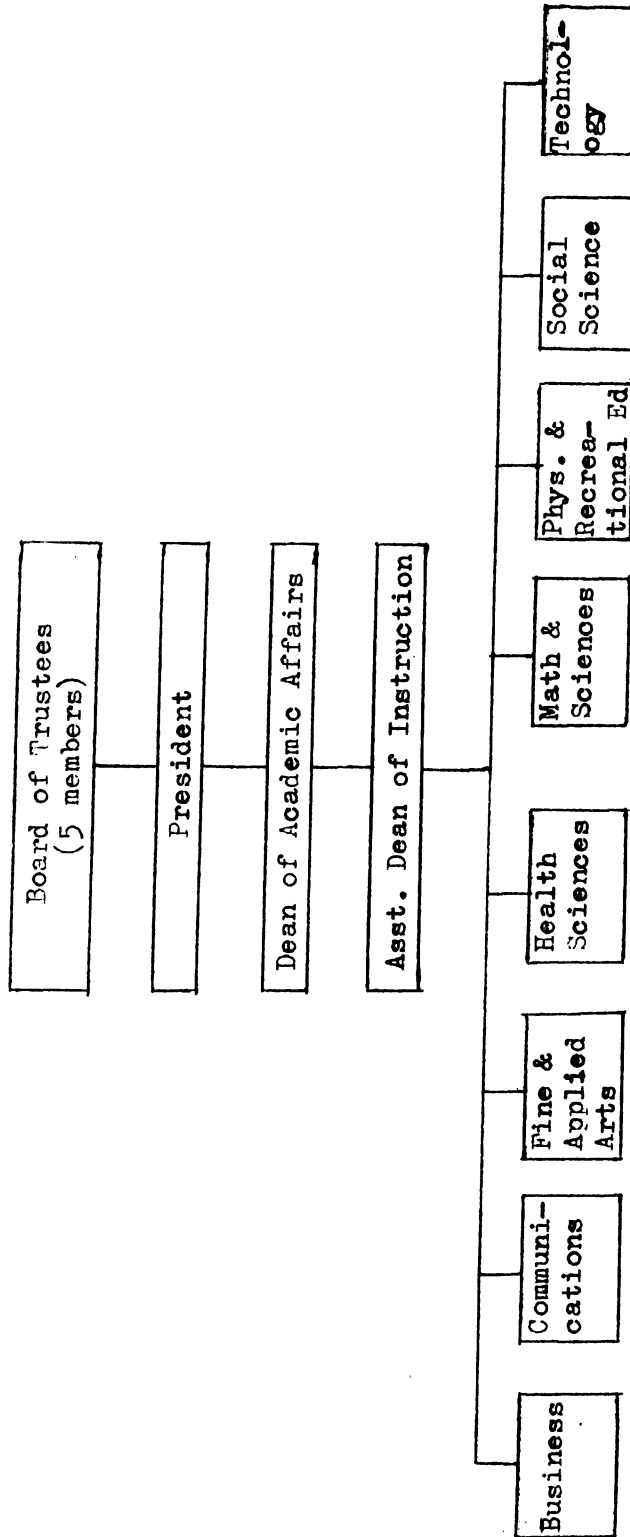 Board of Trustees
(5 members)
President
Dean of Academic Affairs
Asst. Dean of Instruction
Business
Communi-
cations
Fine &
Applied
Arts
Health
Sciences
Math &
Sciences
Phys. &
Recrea-
tional Ed
Social
Science
Technol-
ogy